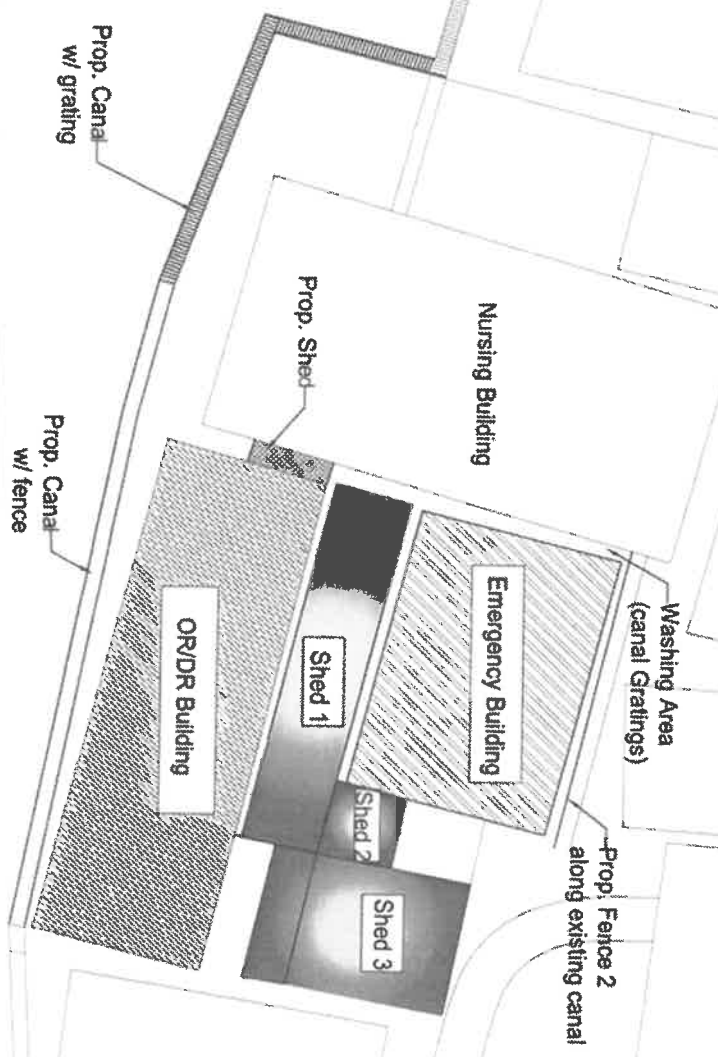 Prop. Canal
w/ grating
Prop. Canal
w/ fence
Prop. Shed
Nursing Building
OR/DR Building
Shed 1
Emergency Building
Washing Area
(canal Gratings)
Shed 2
Shed 3
Prop. Fence 2
along existing canal